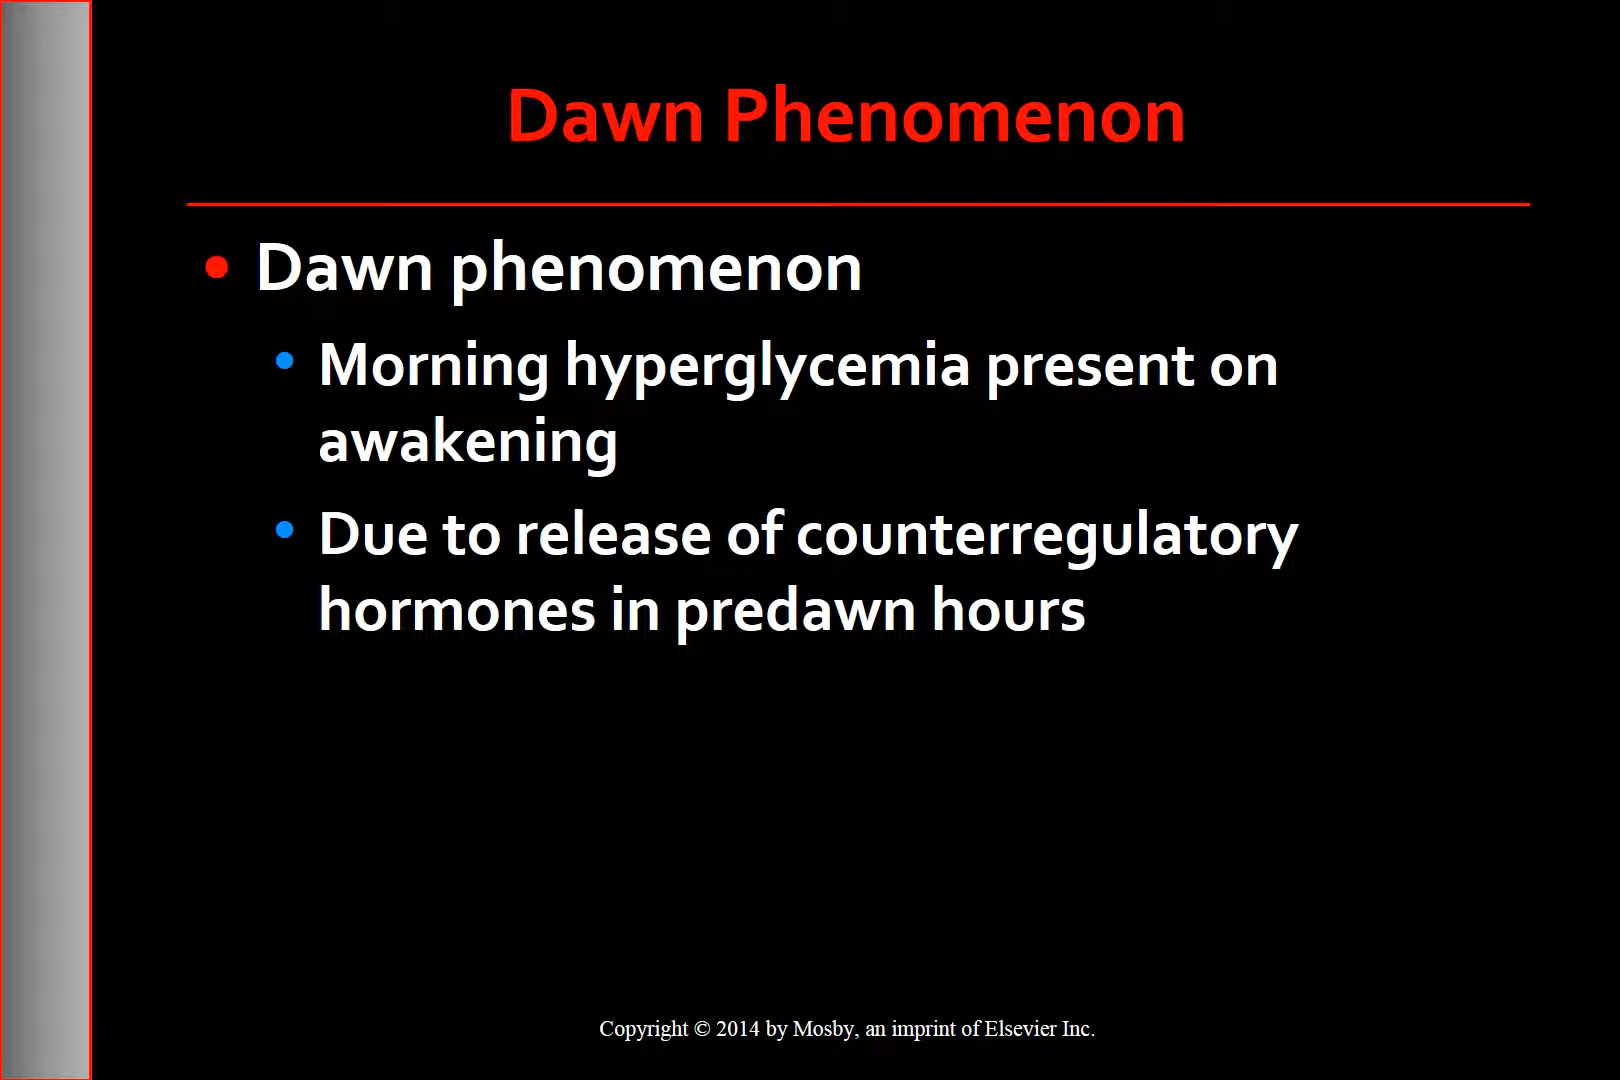 Dawn Phenomenon
• Dawn phenomenon
• Morning hyperglycemia present on
awakening
• Due to release of counterregulatory
hormones in predawn hours
Copyright © 2014 by Mosby, an imprint of Elsevier Inc.